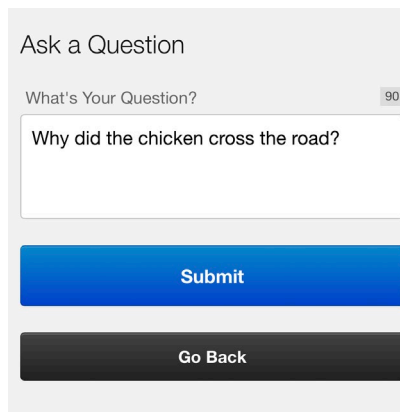 Ask a Question
What's Your Question? 90
Why did the chicken cross the road?
Submit
Go Back